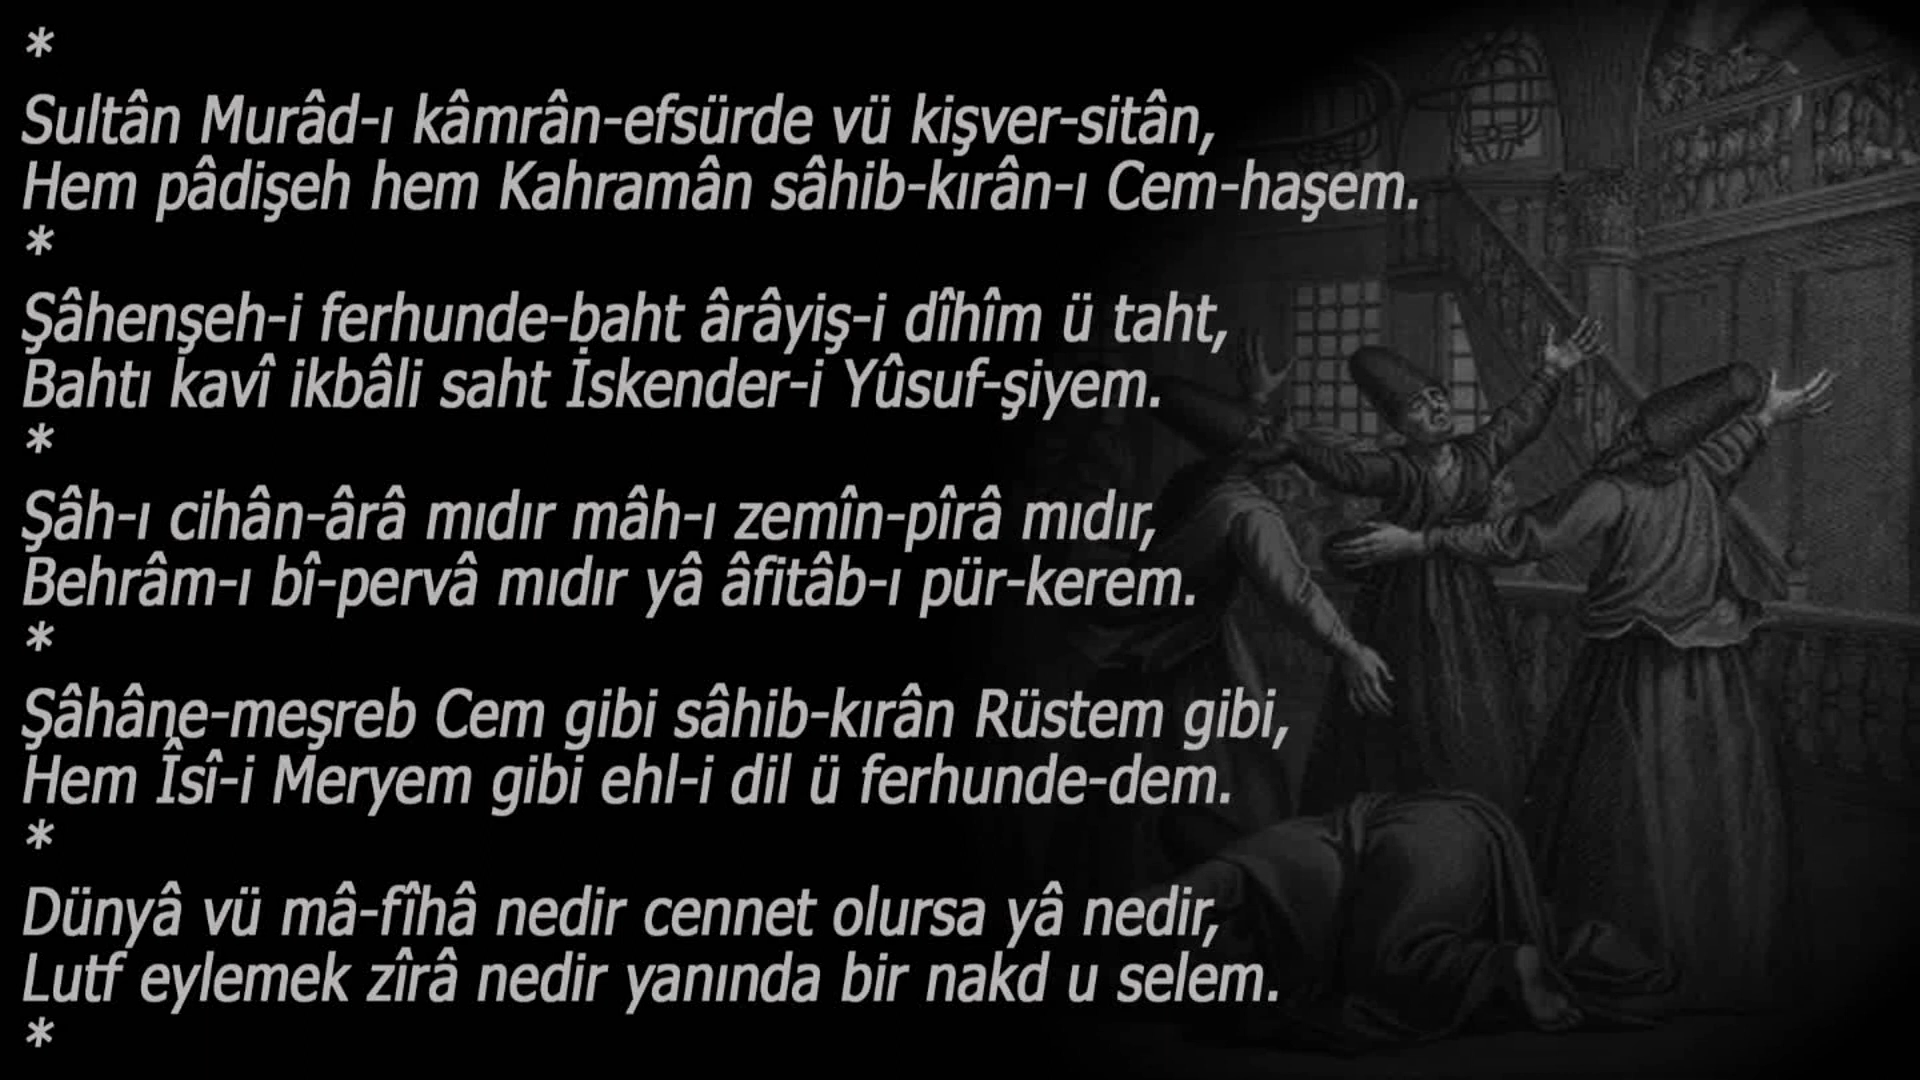 *
Sultân Murâd-ı kâmrân-efsürde vü kişver-sitân,
Hem pâdişeh hem Kahramân sâhib-kırân-ı Cem-haşem.
*
Şâhenşeh-i ferhunde-baht ârâyiş-i dîhîm ü taht,
Bahtı kavî ikbâli saht İskender-i Yûsuf-şiyem.
*
Şâh-ı cihân-ârâ mıdır mâh-ı zemîn-pîrâ mıdır,
Behrâm-ı bî-pervâ mıdır yâ âfitâb-ı pür-kerem.
*
Şâhâne-meşreb Cem gibi sâhib-kırân Rüstem gibi,
Hem Îsî-i Meryem gibi ehl-i dil ü ferhunde-dem.
*
Dünyâ vü mâ-fîhâ nedir cennet olursa yâ nedir,
Lutf eylemek zîrâ nedir yanında bir nakd u selem.
*